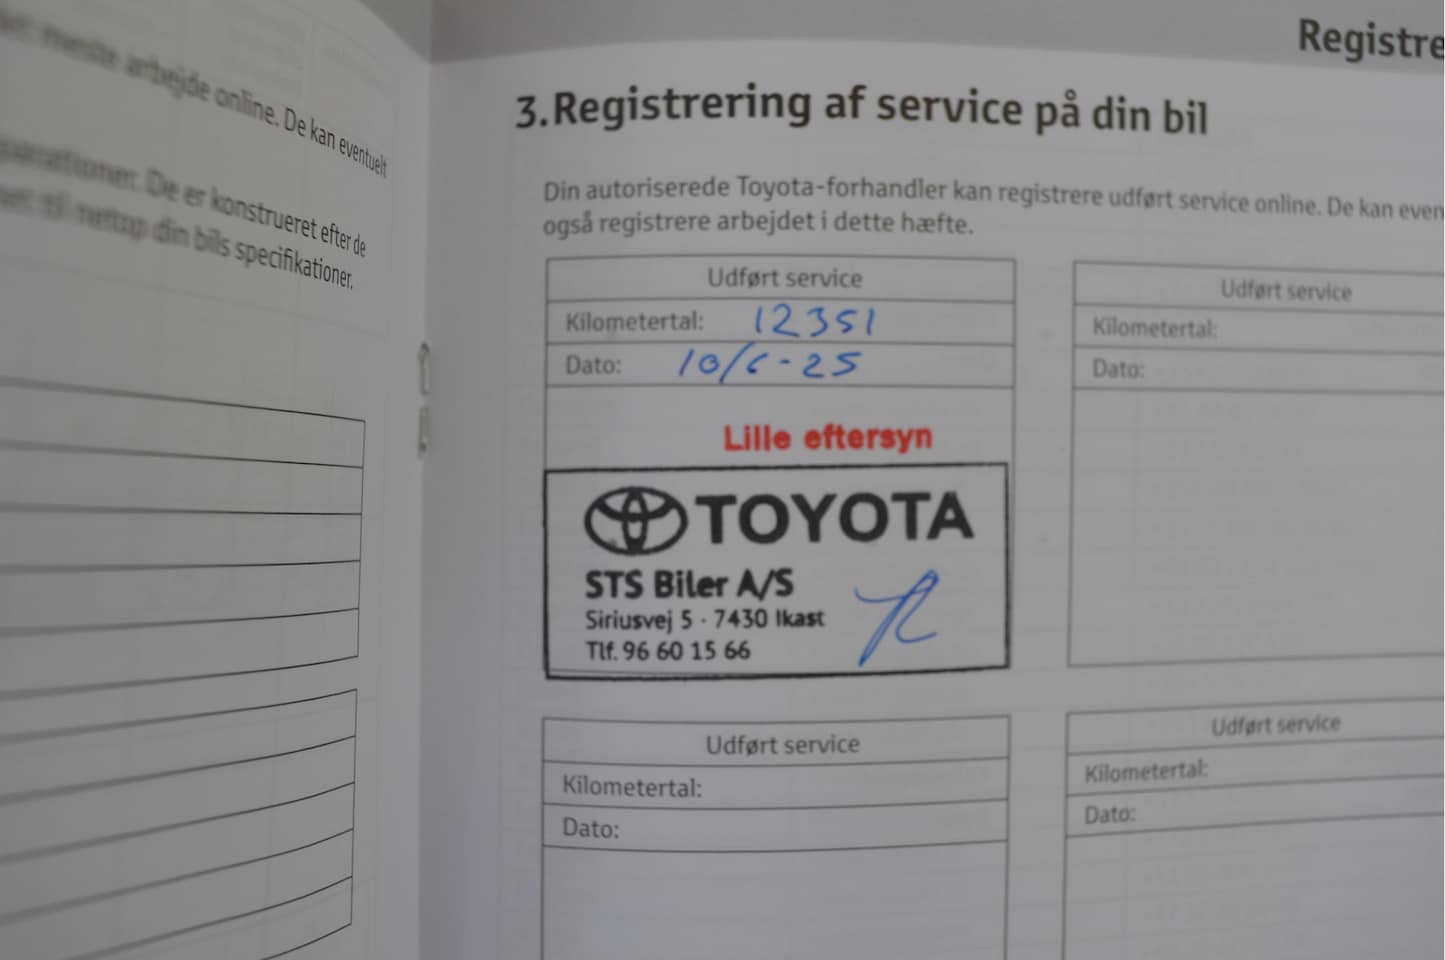 arbejde online. De kan eventuelt
De er konstrueret efter de
til netop din bils specifikationer.
Registre
3. Registrering af service på din bil
Din autoriserede Toyota-forhandler kan registrere udført service online. De kan even
også registrere arbejdet i dette hæfte.
Udført service
Kilometertal: 12351
Dato: 10/6-25
Lille eftersyn
TOYOTA
STS Biler A/S
Siriusvej 5 · 7430 Ikast
Tlf. 96 60 15 66
Udført service
Kilometertal:
Dato:
Udført service
Kilometertal:
Dato:
Udført service
Kilometertal:
Dato: